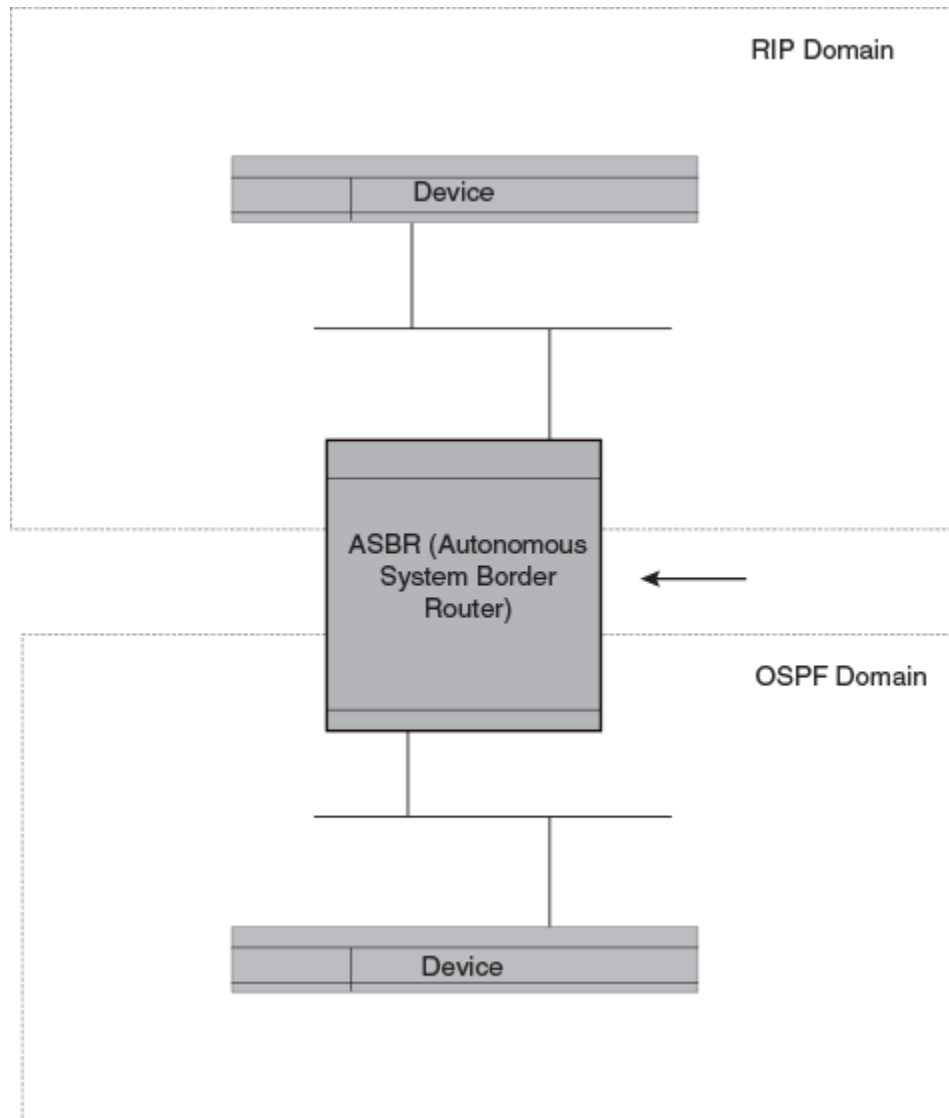 RIP Domain
Device
ASBR (Autonomous
System Border
Router)
OSPF Domain
Device